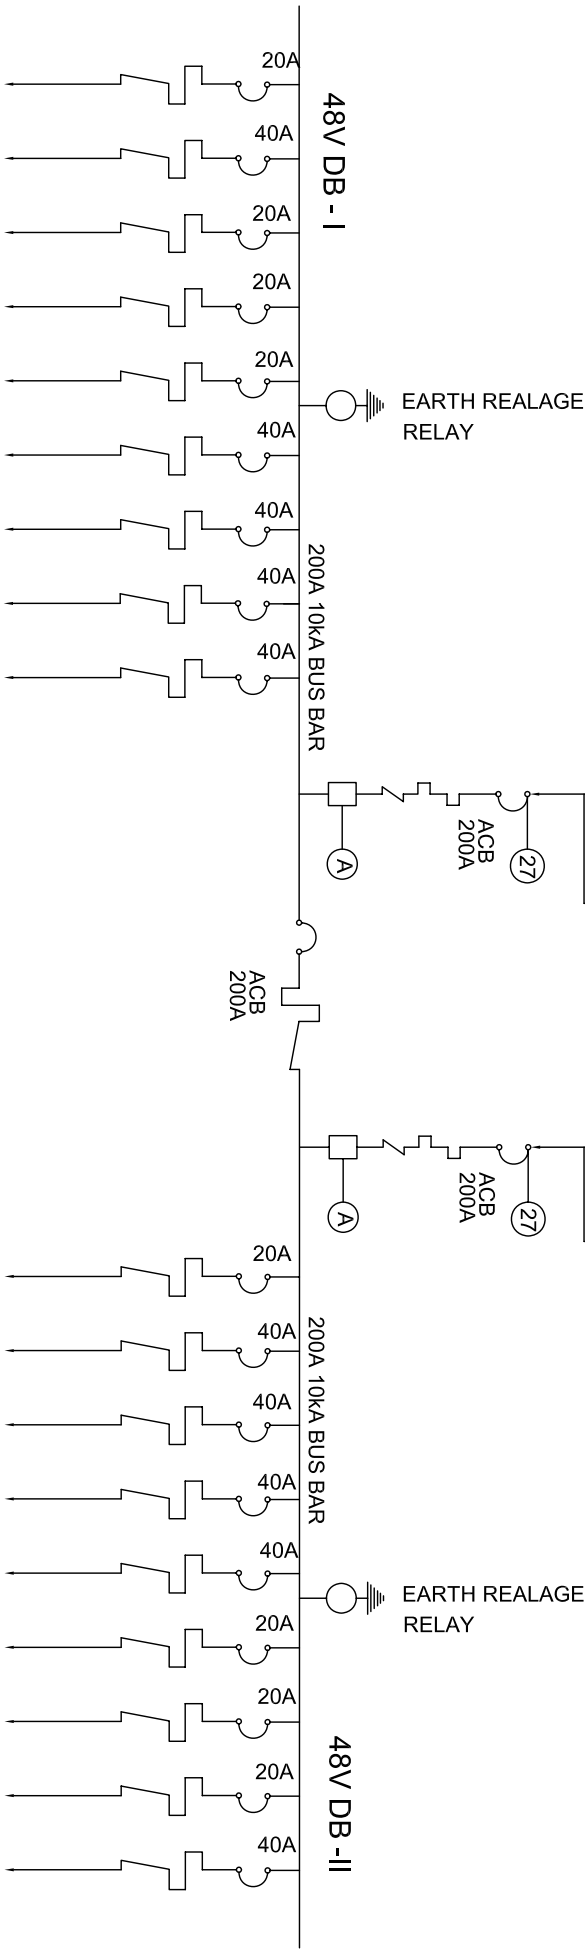 20A
48V DB - I
40A
20A
20A
20A
EARTH REALAGE
RELAY
40A
40A
200A 10kA BUS BAR
40A
40A
ACB
200A
27
A
ACB
200A
ACB
200A
27
A
20A
200A 10kA BUS BAR
40A
40A
40A
40A
EARTH REALAGE
RELAY
20A
20A
48V DB -II
20A
40A